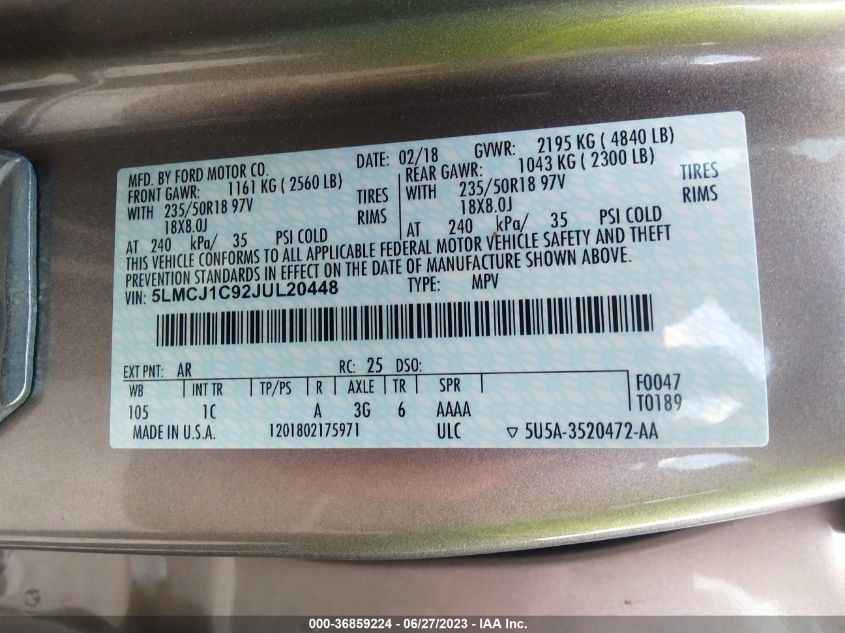 MFD. BY FORD MOTOR CO. DATE: 02/18 GVWR: 2195 KG ( 4840 LB)
FRONT GAWR: 1161 KG ( 2560 LB) REAR GAWR: 1043 KG ( 2300 LB)
WITH 235/50R18 97V TIRES WITH 235/50R18 97V TIRES
18X8.0J RIMS 18X8.0J RIMS
AT 240 kPa/ 35 PSI COLD AT 240 kPa/ 35 PSI COLD
THIS VEHICLE CONFORMS TO ALL APPLICABLE FEDERAL MOTOR VEHICLE SAFETY AND THEFT
PREVENTION STANDARDS IN EFFECT ON THE DATE OF MANUFACTURE SHOWN ABOVE.
VIN: 5LMCJ1C92JUL20448 TYPE: MPV
EXT PNT: AR RC: 25 DSO:
WB INT TR TP/PS R AXLE TR SPR F0047
105 1C A 3G 6 AAAA T0189
MADE IN U.S.A. 1201802175971 ULC ▽ 5U5A-3520472-AA
000-36859224 - 06/27/2023 - IAA Inc.